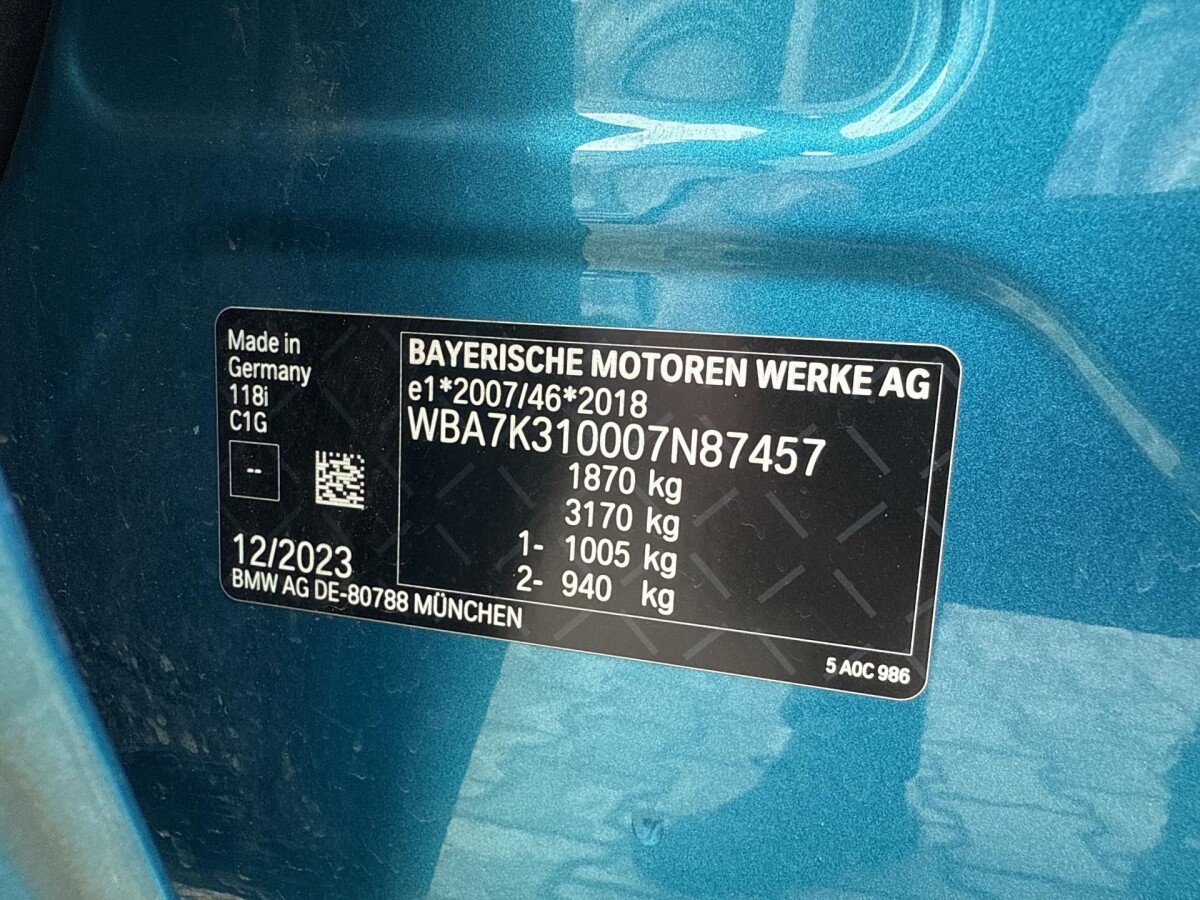 Made in
Germany
118i
C1G
--
12/2023
BMW AG DE-80788 MÜNCHEN
BAYERISCHE MOTOREN WERKE AG
e1*2007/46*2018
WBA7K310007N87457
1870 kg
3170 kg
1- 1005 kg
2- 940 kg
5 A0C 986